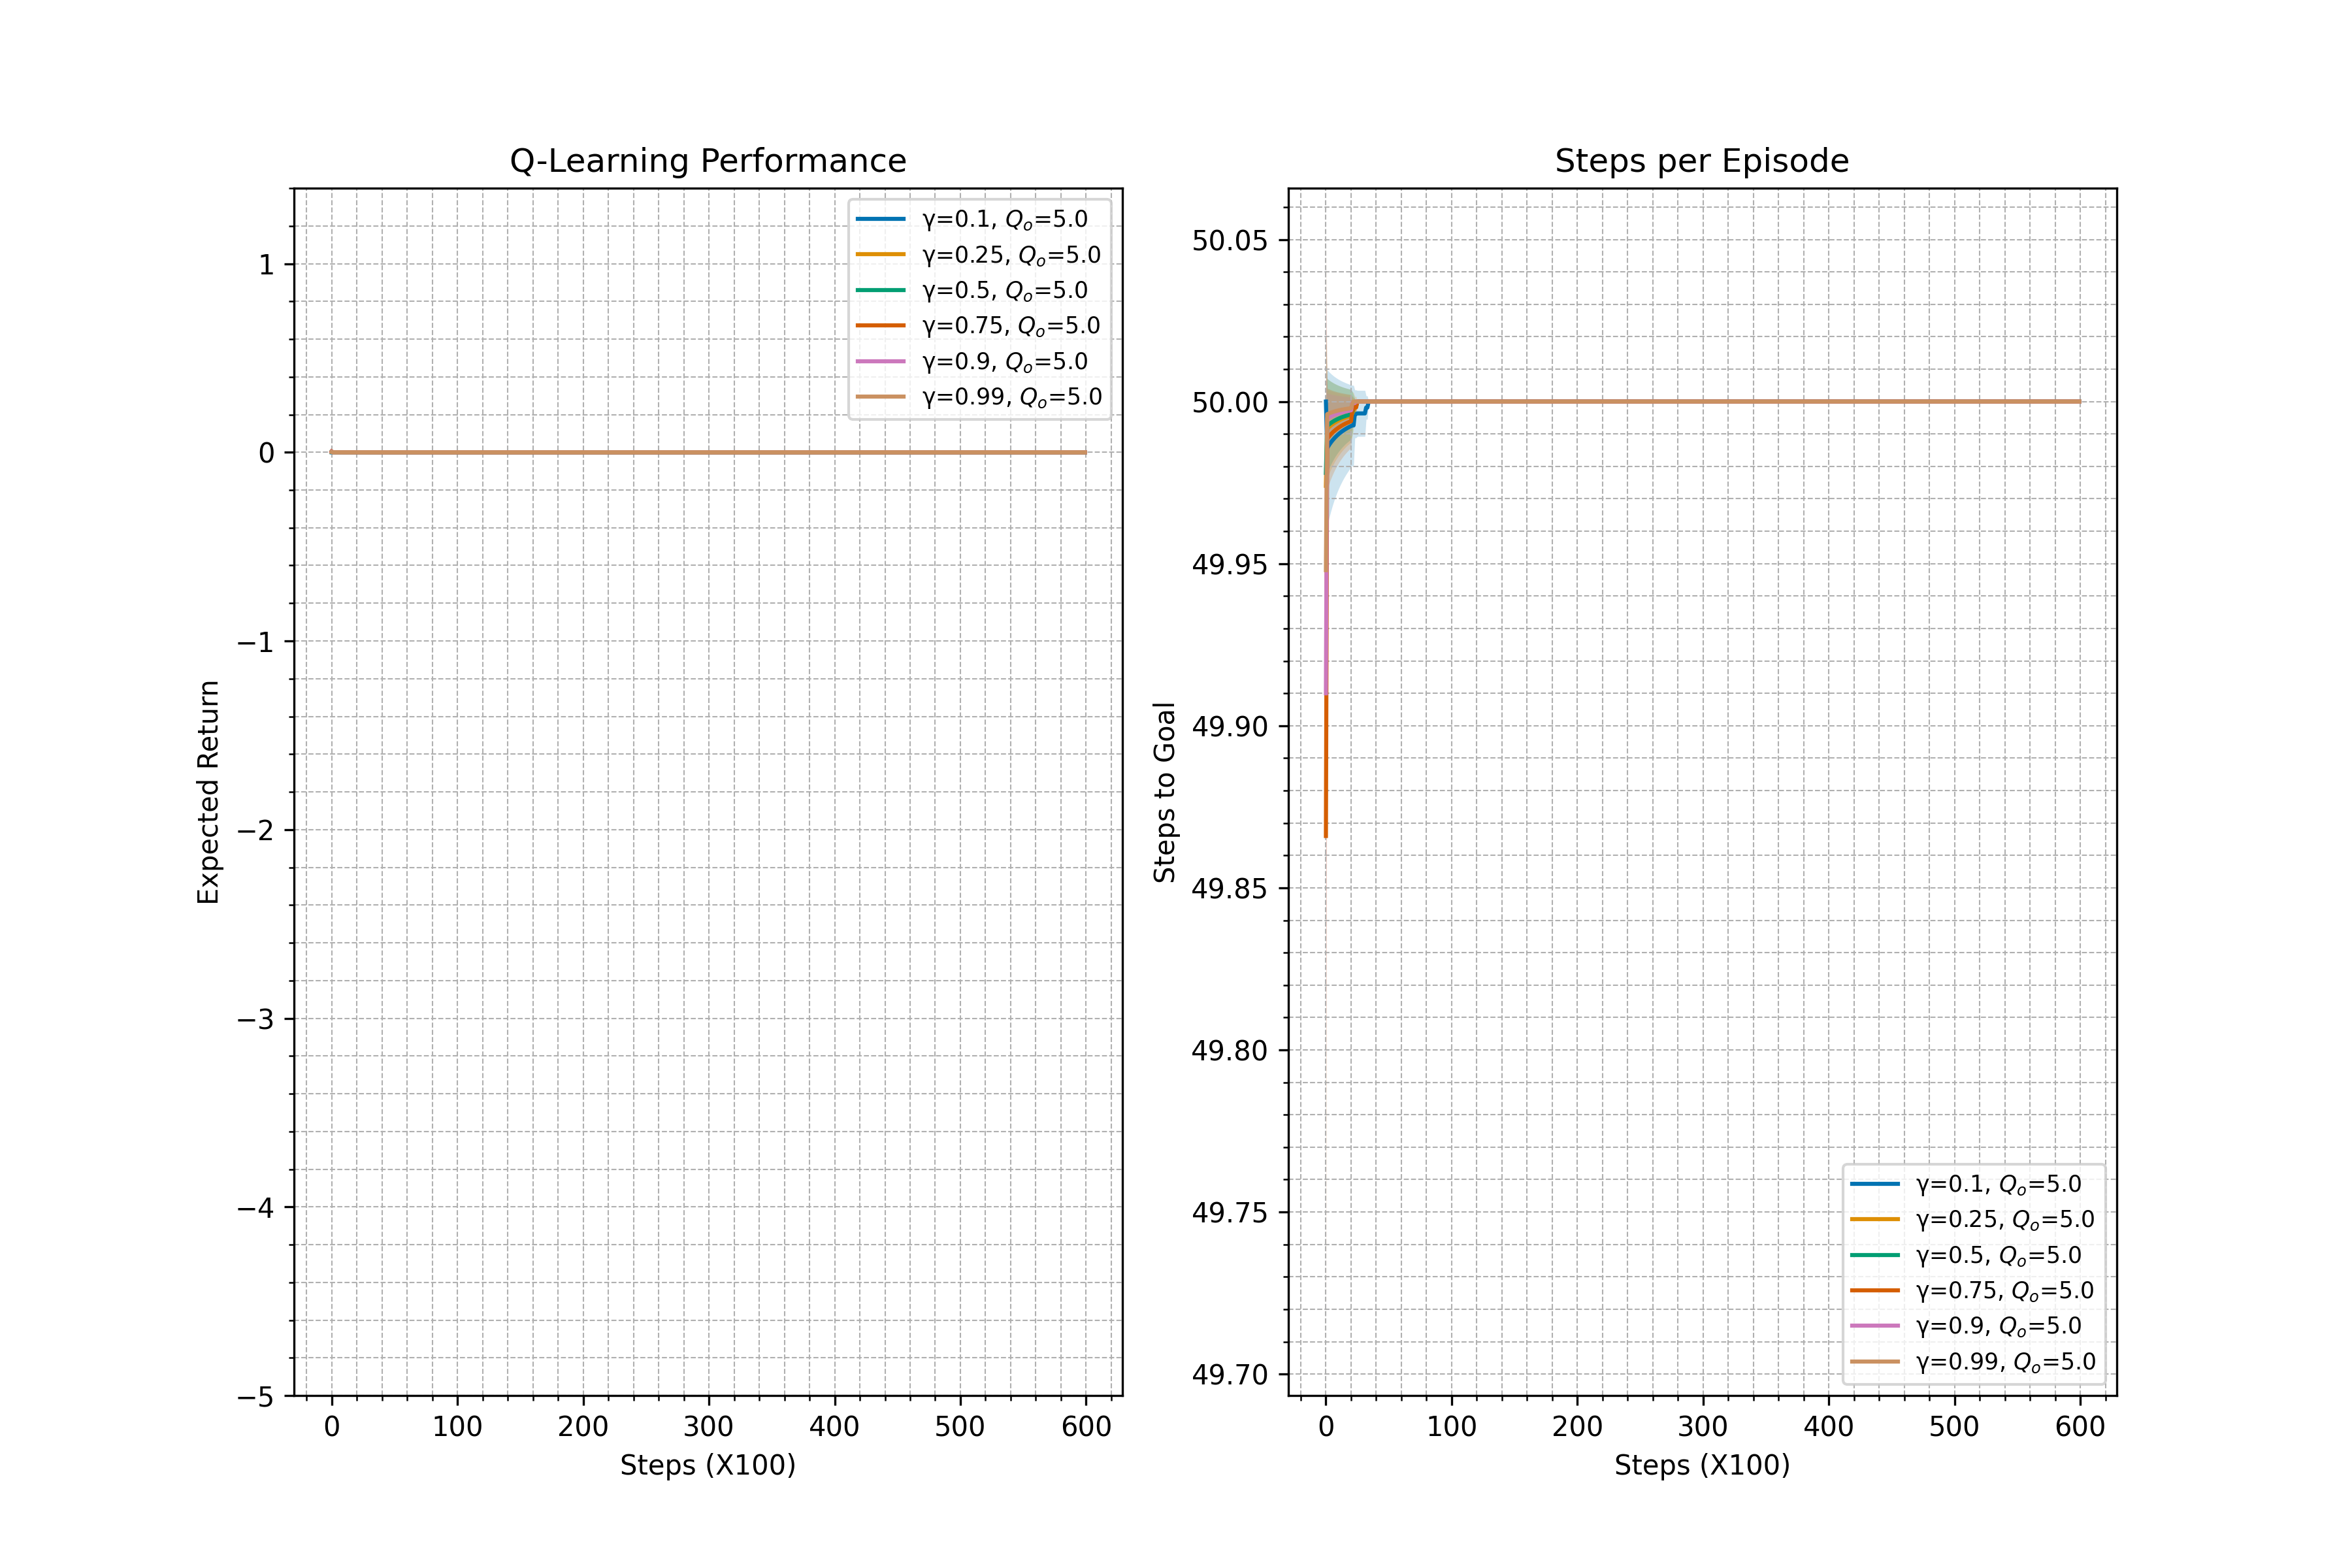 Q-Learning Performance
Expected Return
1
0
−1
−2
−3
−4
−5
γ=0.1, Qo=5.0
γ=0.25, Qo=5.0
γ=0.5, Qo=5.0
γ=0.75, Qo=5.0
γ=0.9, Qo=5.0
γ=0.99, Qo=5.0
0 100 200 300 400 500 600
Steps (X100)
Steps per Episode
Steps to Goal
50.05
50.00
49.95
49.90
49.85
49.80
49.75
49.70
γ=0.1, Qo=5.0
γ=0.25, Qo=5.0
γ=0.5, Qo=5.0
γ=0.75, Qo=5.0
γ=0.9, Qo=5.0
γ=0.99, Qo=5.0
0 100 200 300 400 500 600
Steps (X100)